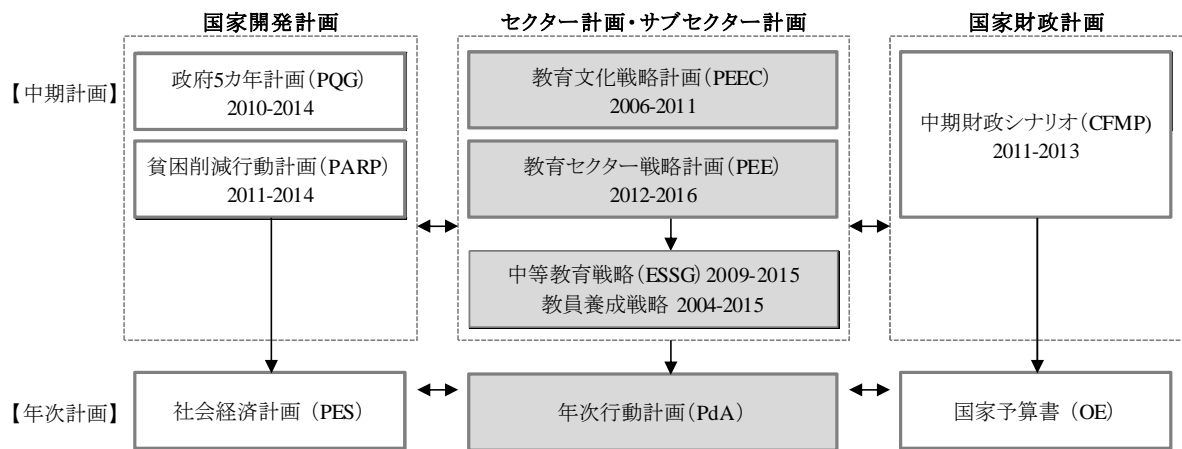 国家開発計画
セクター計画・サブセクター計画
国家財政計画
【中期計画】
政府5カ年計画(PQG)
2010-2014
貧困削減行動計画(PARP)
2011-2014
教育文化戦略計画(PEEC)
2006-2011
教育セクター戦略計画(PEE)
2012-2016
中等教育戦略(ESSG) 2009-2015
教員養成戦略 2004-2015
中期財政シナリオ(CFMP)
2011-2013
【年次計画】
社会経済計画 (PES)
年次行動計画(PdA)
国家予算書 (OE)